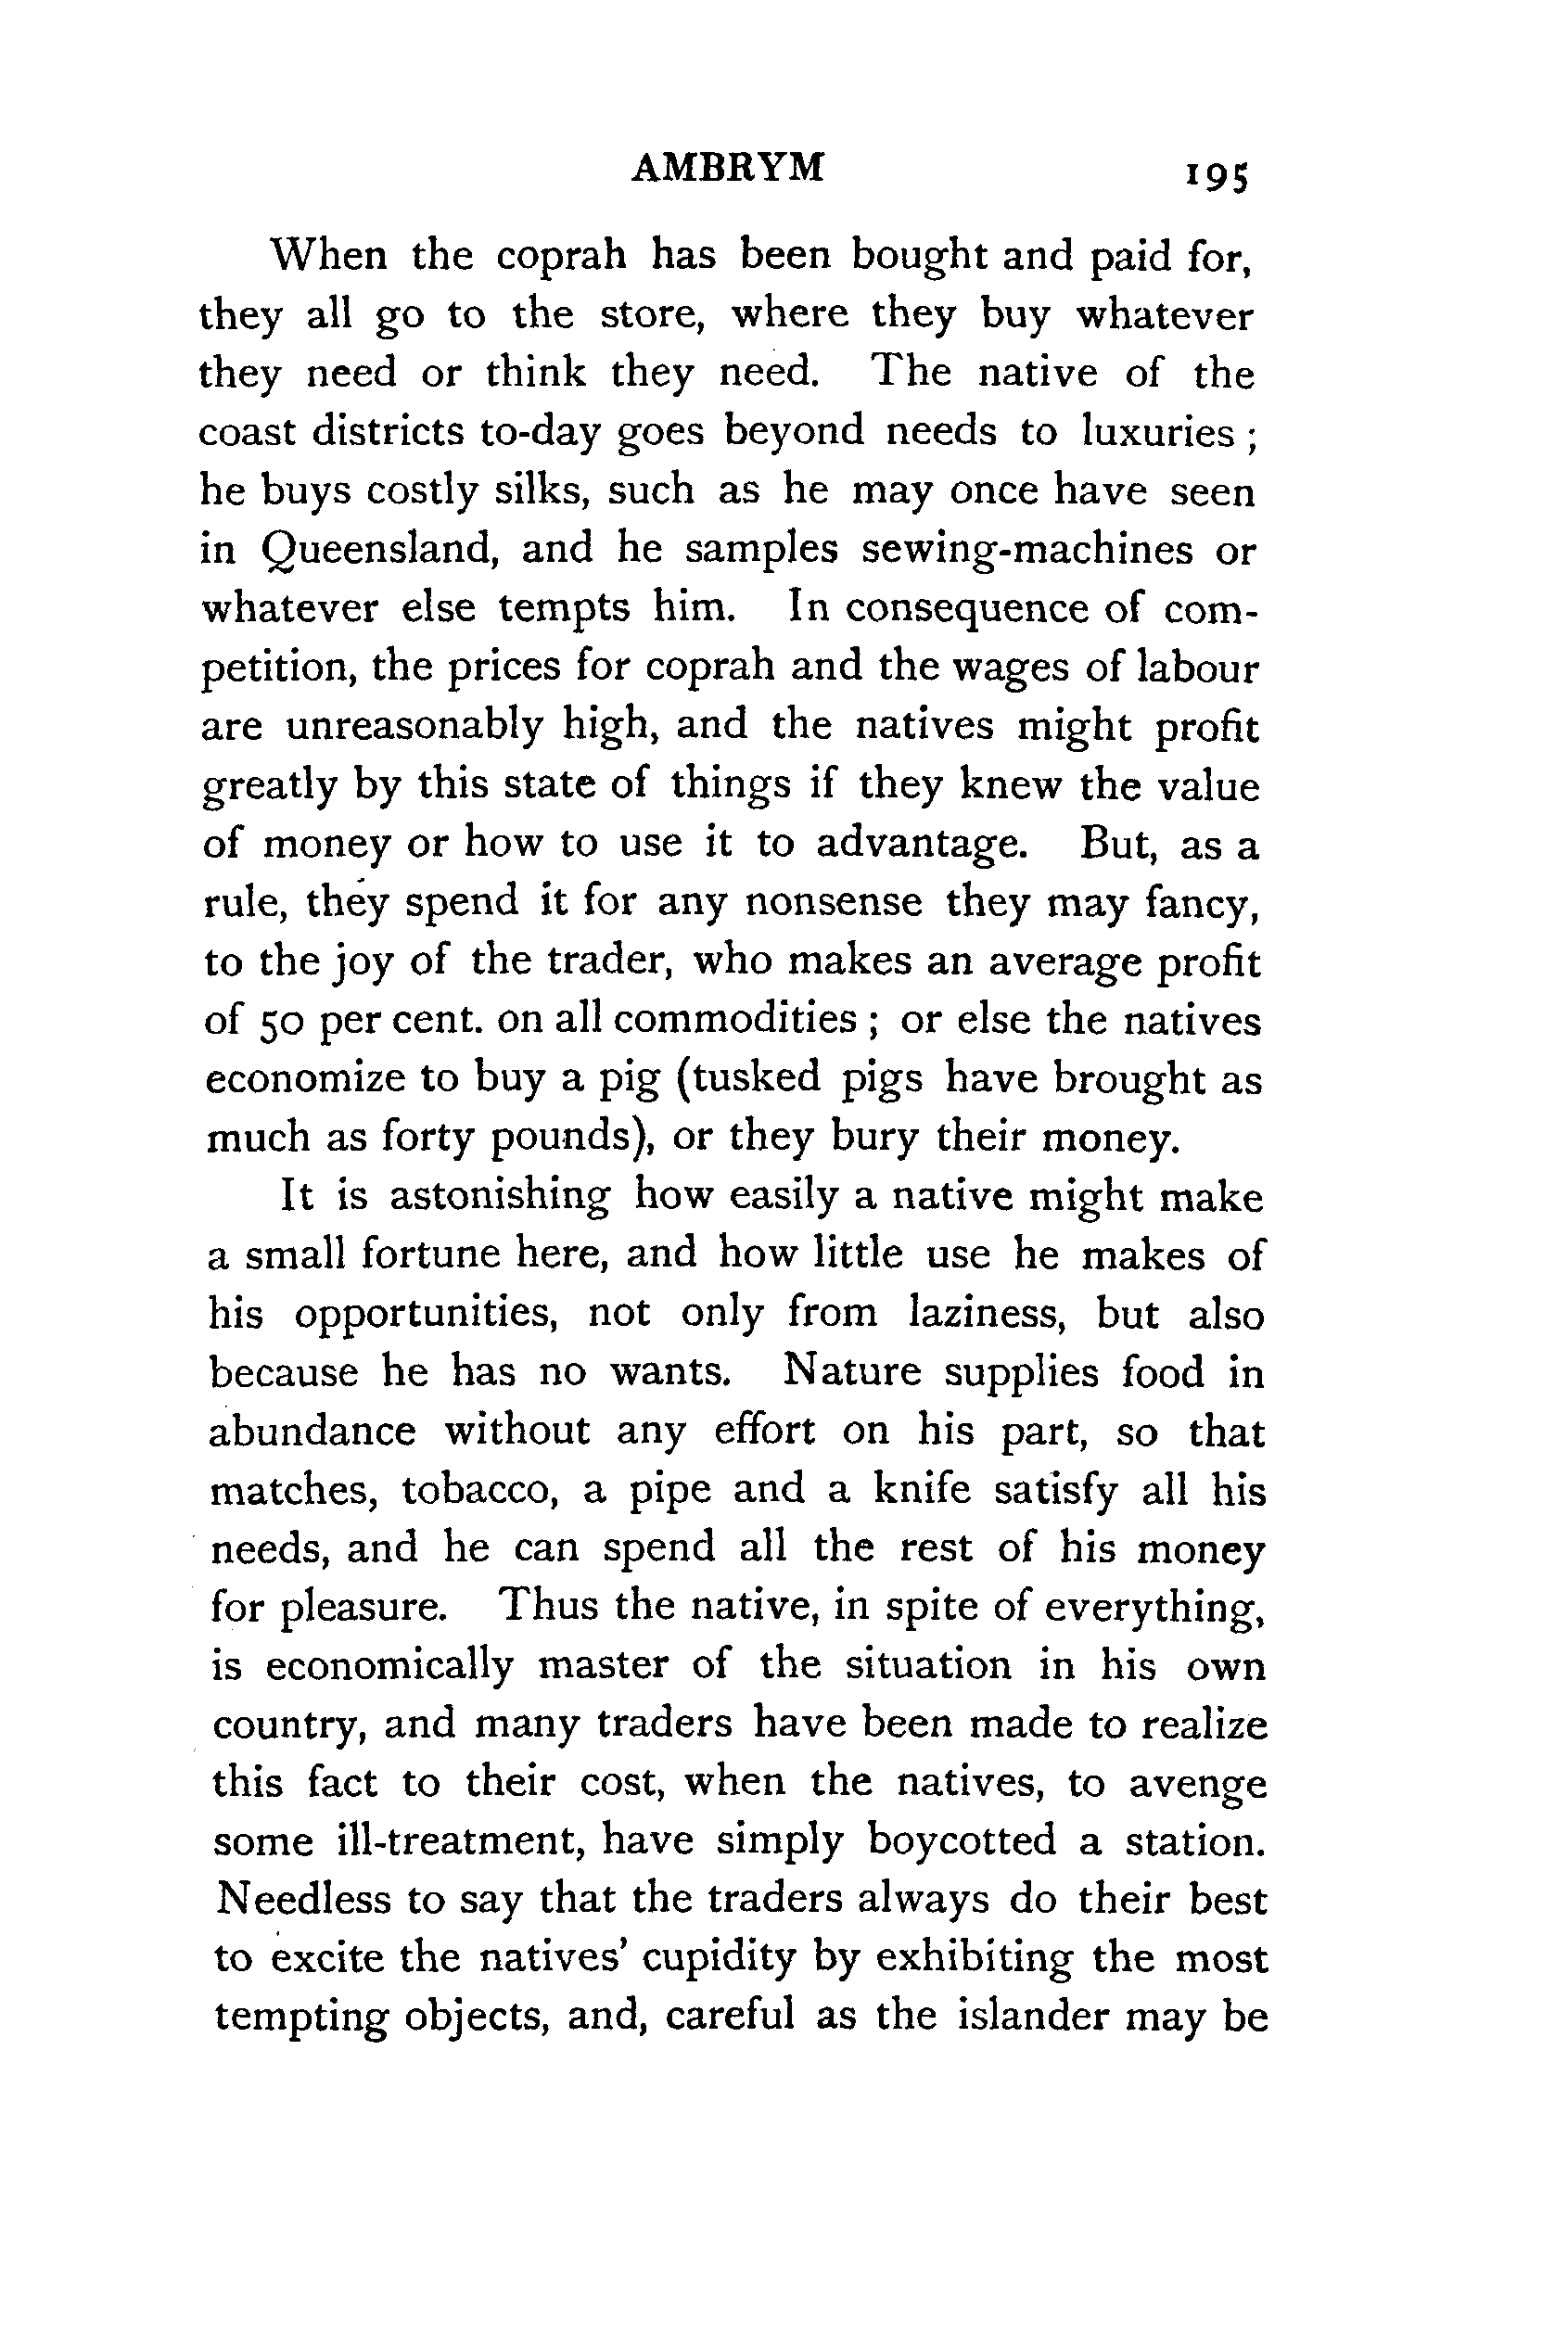 AMBRYM 195
When the coprah has been bought and paid for,
they all go to the store, where they buy whatever
they need or think they need. The native of the
coast districts to-day goes beyond needs to luxuries ;
he buys costly silks, such as he may once have seen
in Queensland, and he samples sewing-machines or
whatever else tempts him. In consequence of com-
petition, the prices for coprah and the wages of labour
are unreasonably high, and the natives might profit
greatly by this state of things if they knew the value
of money or how to use it to advantage. But, as a
rule, they spend it for any nonsense they may fancy,
to the joy of the trader, who makes an average profit
of 50 per cent. on all commodities ; or else the natives
economize to buy a pig (tusked pigs have brought as
much as forty pounds), or they bury their money.
It is astonishing how easily a native might make
a small fortune here, and how little use he makes of
his opportunities, not only from laziness, but also
because he has no wants. Nature supplies food in
abundance without any effort on his part, so that
matches, tobacco, a pipe and a knife satisfy all his
needs, and he can spend all the rest of his money
for pleasure. Thus the native, in spite of everything,
is economically master of the situation in his own
country, and many traders have been made to realize
this fact to their cost, when the natives, to avenge
some ill-treatment, have simply boycotted a station.
Needless to say that the traders always do their best
to excite the natives' cupidity by exhibiting the most
tempting objects, and, careful as the islander may be